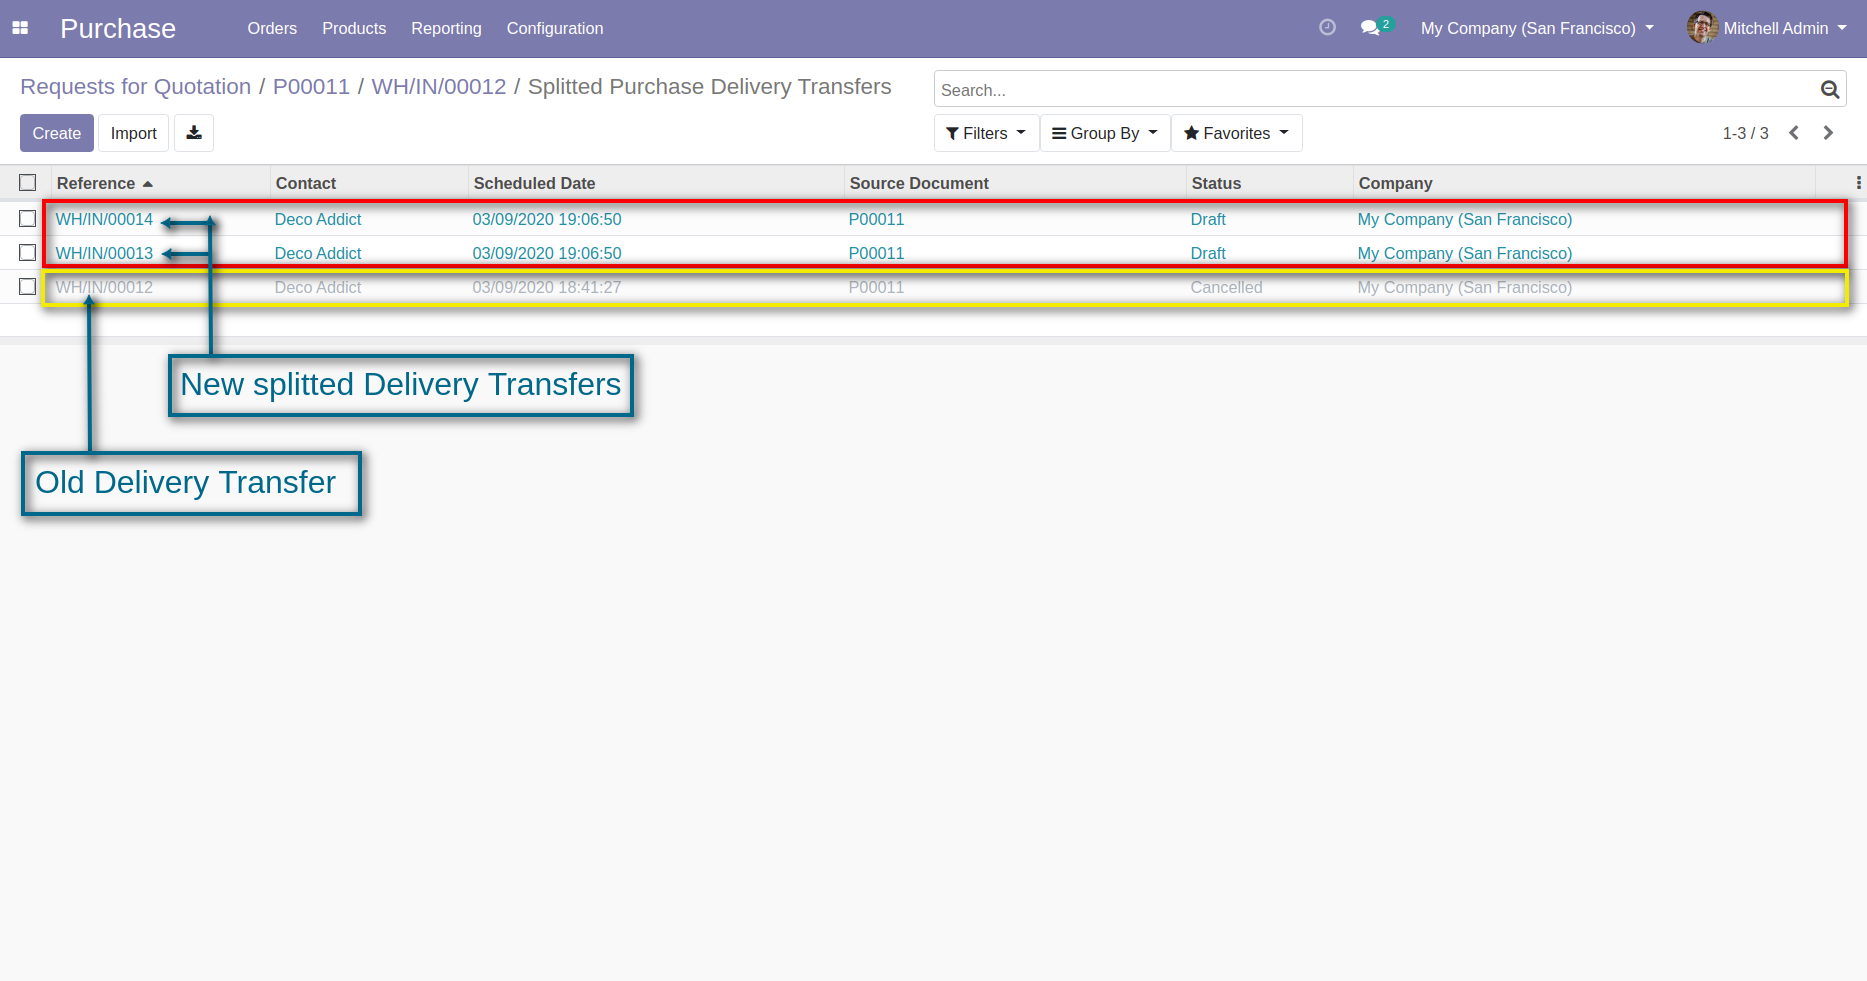 Purchase Orders Products Reporting Configuration 2 My Company (San Francisco) Mitchell Admin
Requests for Quotation / P00011 / WH/IN/00012 / Splitted Purchase Delivery Transfers
Search...
Create Import Filters Group By Favorites 1-3 / 3
Reference Contact Scheduled Date Source Document Status Company
WH/IN/00014 Deco Addict 03/09/2020 19:06:50 P00011 Draft My Company (San Francisco)
WH/IN/00013 Deco Addict 03/09/2020 19:06:50 P00011 Draft My Company (San Francisco)
WH/IN/00012 Deco Addict 03/09/2020 18:41:27 P00011 Cancelled My Company (San Francisco)
New splitted Delivery Transfers
Old Delivery Transfer